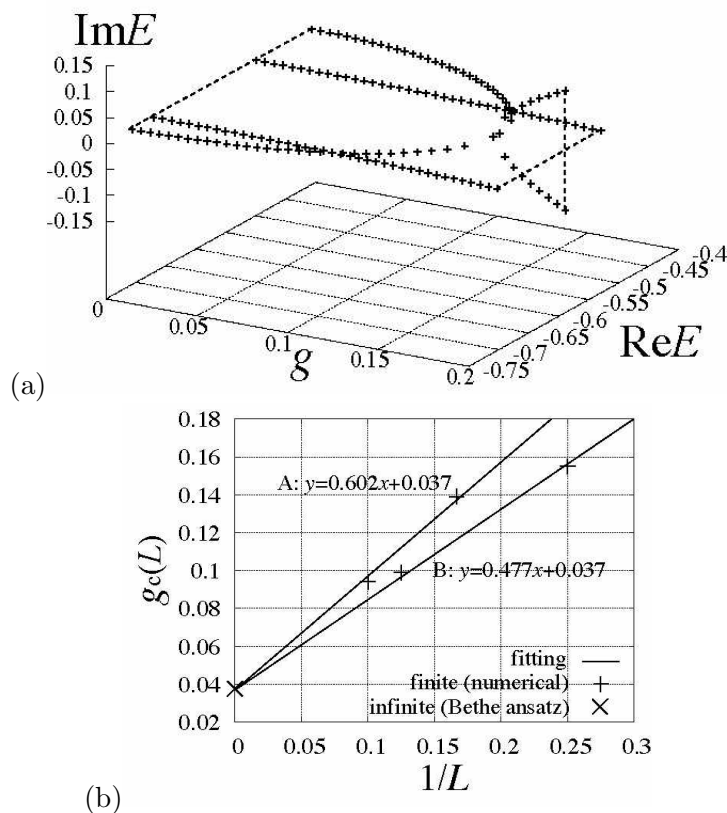 ImE
0.15
0.1
0.05
0
-0.05
-0.1
-0.15
0
0.05
0.1
0.15
0.2
g
-0.75
-0.7
-0.65
-0.6
-0.55
-0.5
-0.45
-0.4
ReE
(a)
0.18
0.16
0.14
0.12
0.1
0.08
0.06
0.04
0.02
gc(L)
A: y=0.602x+0.037
B: y=0.477x+0.037
fitting
finite (numerical)
infinite (Bethe ansatz)
0 0.05 0.1 0.15 0.2 0.25 0.3
1/L
(b)